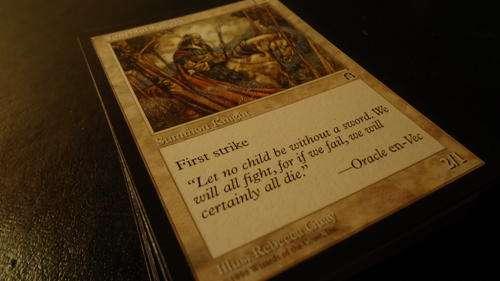 Summon Knight
First strike
“Let no child be without a sword. We
will all fight, for if we fail, we will
certainly all die.”
—Oracle en-Vec
2/1
Illus. Rebecca Guay